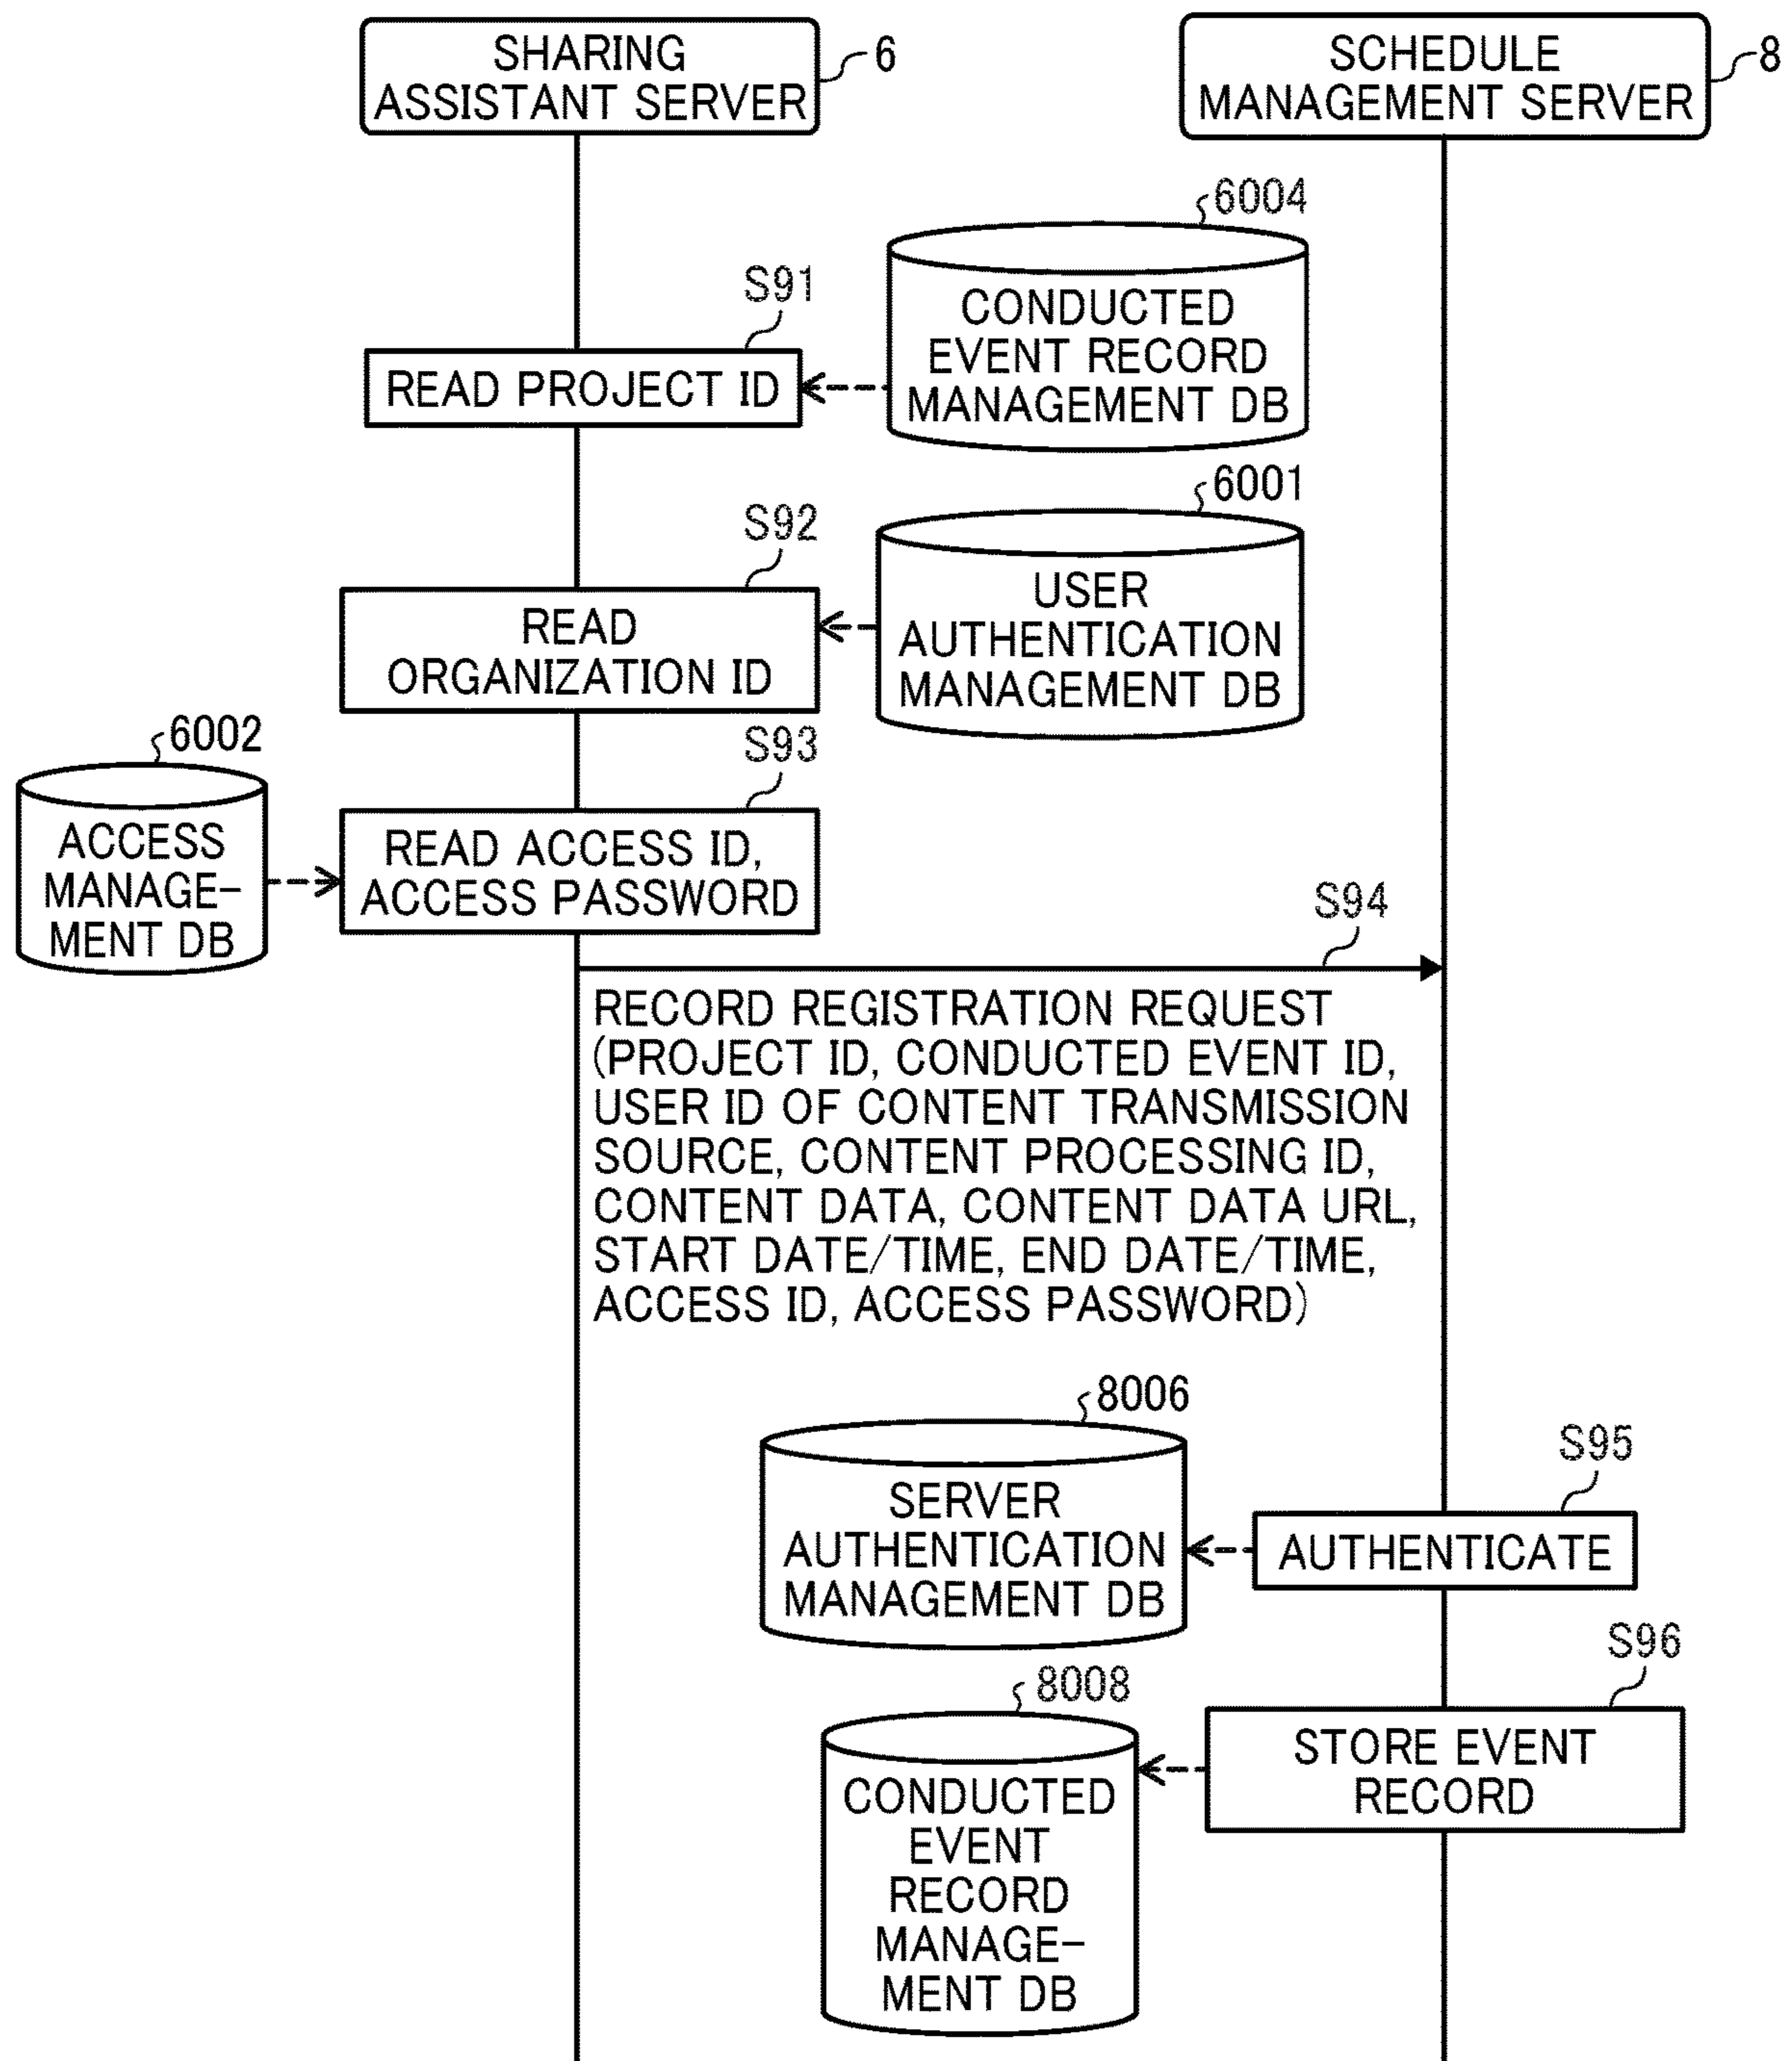 SHARING
ASSISTANT SERVER
6
SCHEDULE
MANAGEMENT SERVER
8
6004
CONDUCTED
EVENT RECORD
MANAGEMENT DB
S91
READ PROJECT ID
6001
USER
AUTHENTICATION
MANAGEMENT DB
S92
READ
ORGANIZATION ID
6002
ACCESS
MANAGE-
MENT DB
S93
READ ACCESS ID,
ACCESS PASSWORD
S94
RECORD REGISTRATION REQUEST
(PROJECT ID, CONDUCTED EVENT ID,
USER ID OF CONTENT TRANSMISSION
SOURCE, CONTENT PROCESSING ID,
CONTENT DATA, CONTENT DATA URL,
START DATE/TIME, END DATE/TIME,
ACCESS ID, ACCESS PASSWORD)
8006
SERVER
AUTHENTICATION
MANAGEMENT DB
S95
AUTHENTICATE
S96
STORE EVENT
RECORD
8008
CONDUCTED
EVENT
RECORD
MANAGE-
MENT DB